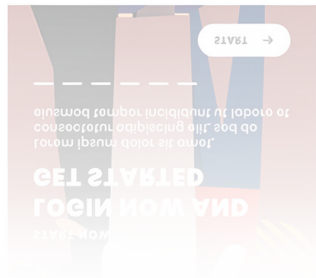 START NOW
LOGIN NOW AND
GET STARTED
Lorem ipsum dolor sit amet,
consectetur adipiscing elit, sed do
eiusmod tempor incididunt ut labore et
START